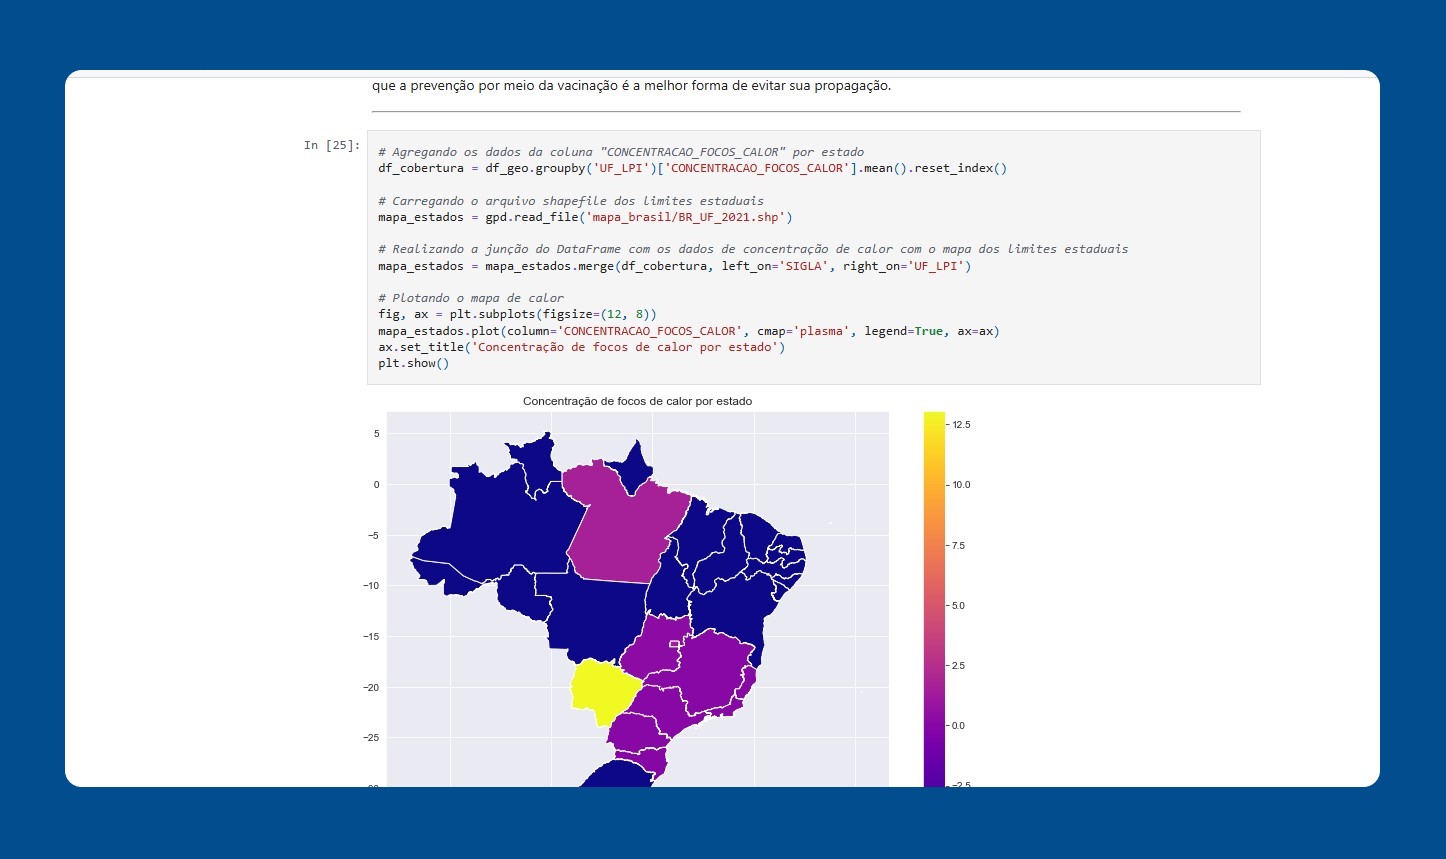 que a prevenção por meio da vacinação é a melhor forma de evitar sua propagação.
In [25]:
# Agregando os dados da coluna "CONCENTRACAO_FOCOS_CALOR" por estado
df_cobertura = df_geo.groupby('UF_LPI')['CONCENTRACAO_FOCOS_CALOR'].mean().reset_index()
# Carregando o arquivo shapefile dos limites estaduais
mapa_estados = gpd.read_file('mapa_brasil/BR_UF_2021.shp')
# Realizando a junção do DataFrame com os dados de concentração de calor com o mapa dos limites estaduais
mapa_estados = mapa_estados.merge(df_cobertura, left_on='SIGLA', right_on='UF_LPI')
# Plotando o mapa de calor
fig, ax = plt.subplots(figsize=(12, 8))
mapa_estados.plot(column='CONCENTRACAO_FOCOS_CALOR', cmap='plasma', legend=True, ax=ax)
ax.set_title('Concentração de focos de calor por estado')
plt.show()
Concentração de focos de calor por estado
5
0
−5
−10
−15
−20
−25
12.5
10.0
7.5
5.0
2.5
0.0
−2.5